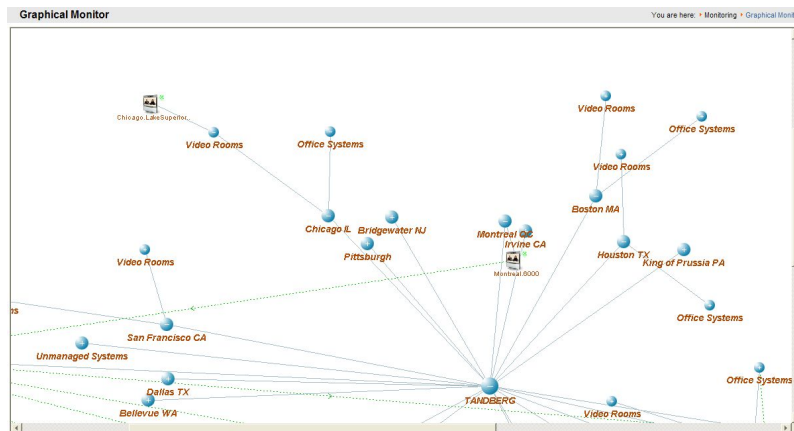 Graphical Monitor
You are here: • Monitoring • Graphical Monit
Chicago.LakeSuperior..
Video Rooms
Office Systems
Video Rooms
Office Systems
Video Rooms
Boston MA
Chicago IL
Bridgewater NJ
Montreal QC
Irvine CA
Pittsburgh
Houston TX
King of Prussia PA
Video Rooms
Montreal.6000
ns
San Francisco CA
Office Systems
Unmanaged Systems
Dallas TX
Office Systems
Bellevue WA
TANDBERG
Video Rooms